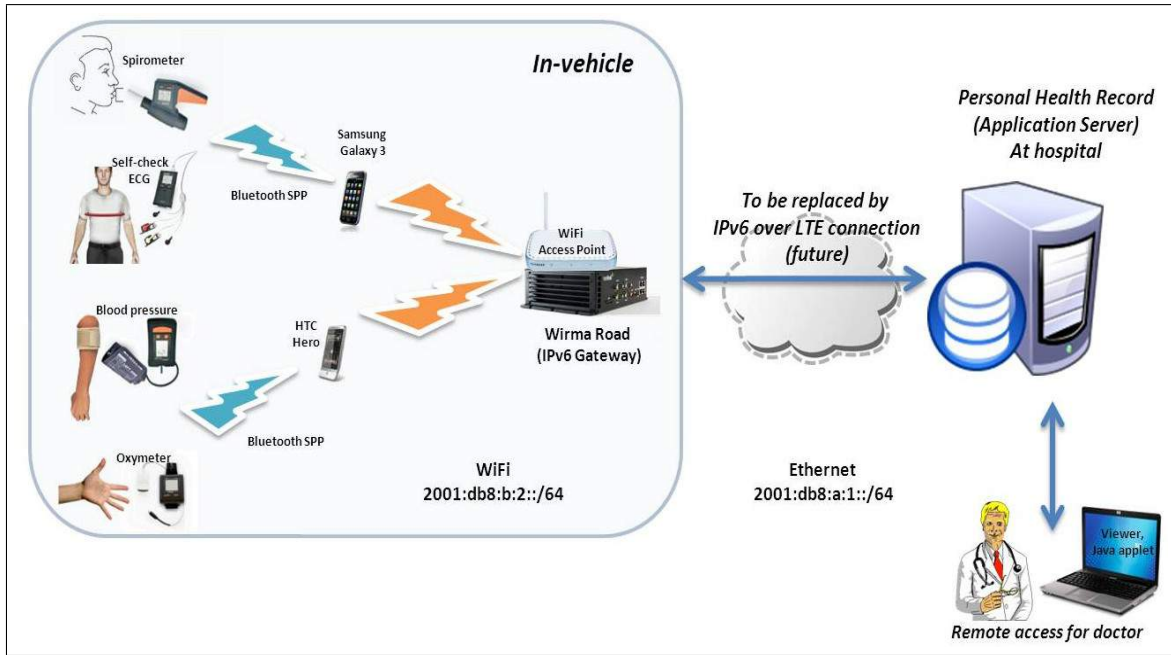 In-vehicle
Spirometer
Samsung
Galaxy 3
Self-check
ECG
Bluetooth SPP
WiFi
Access Point
Blood pressure
HTC
Hero
Wirma Road
(IPv6 Gateway)
Bluetooth SPP
Oxymeter
WiFi
2001:db8:b:2::/64
To be replaced by
IPv6 over LTE connection
(future)
Ethernet
2001:db8:a:1::/64
Personal Health Record
(Application Server)
At hospital
Viewer,
Java applet
Remote access for doctor